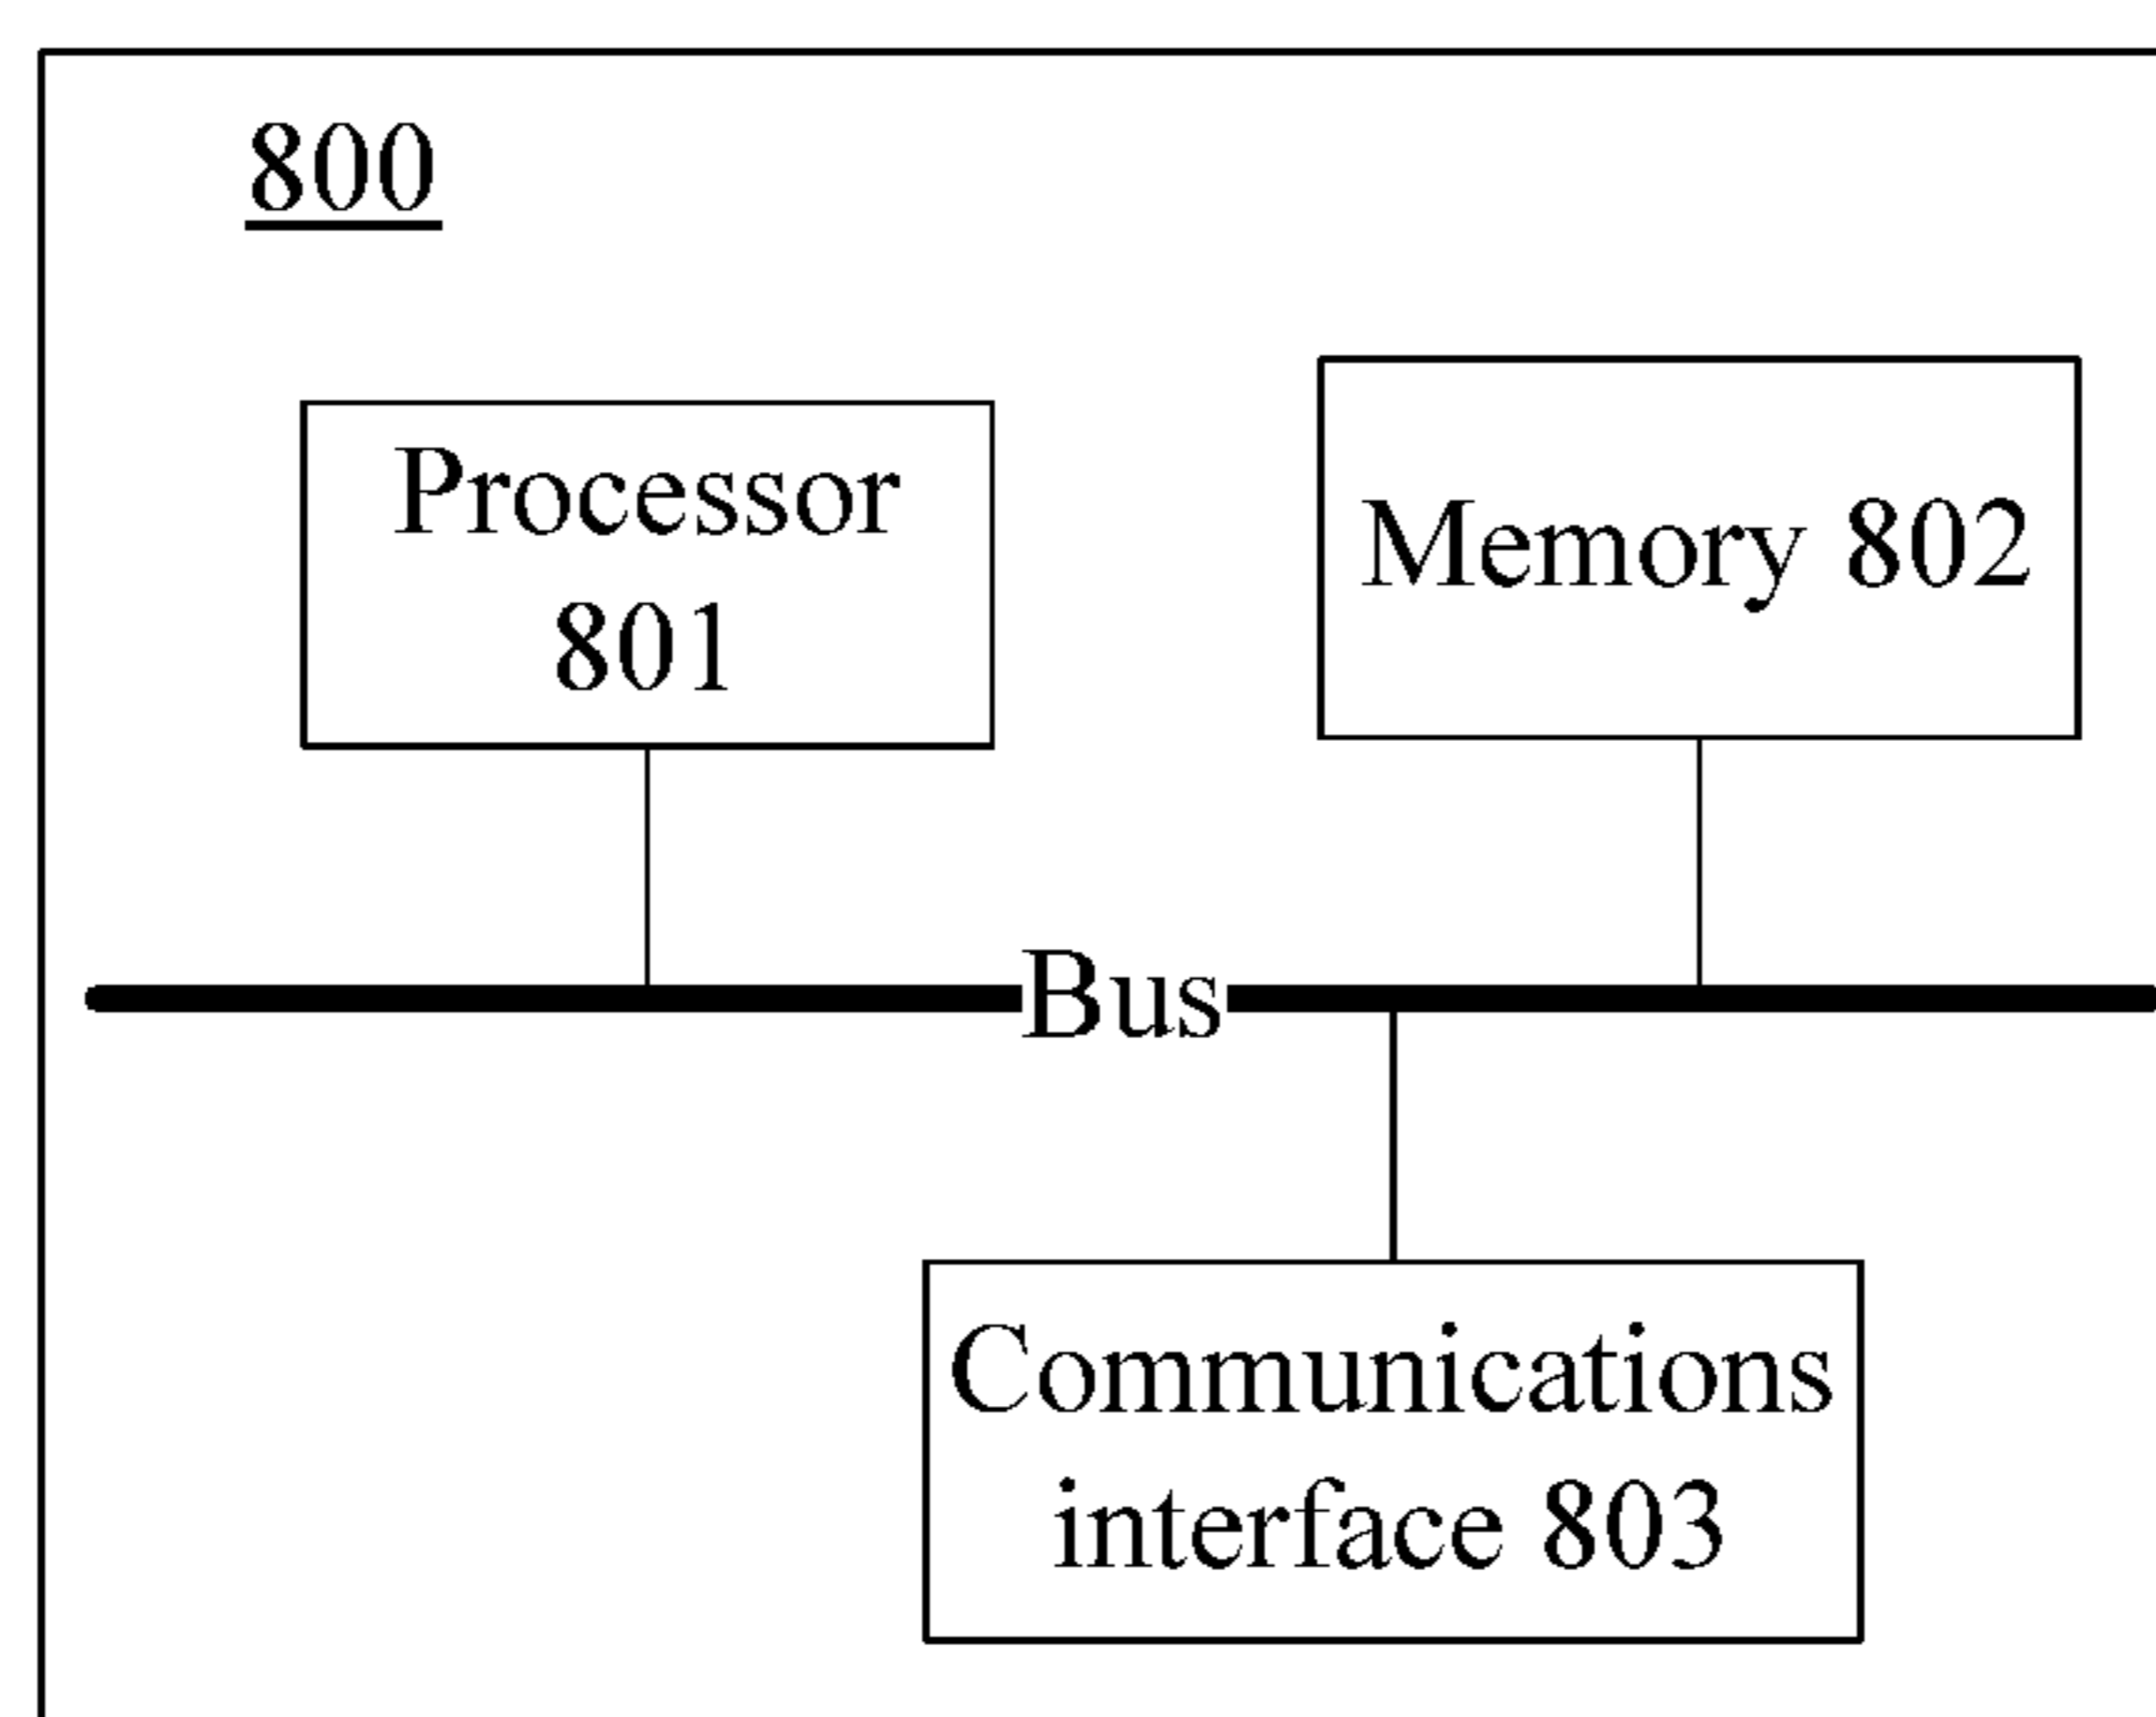 800
Processor
801
Memory 802
Bus
Communications
interface 803